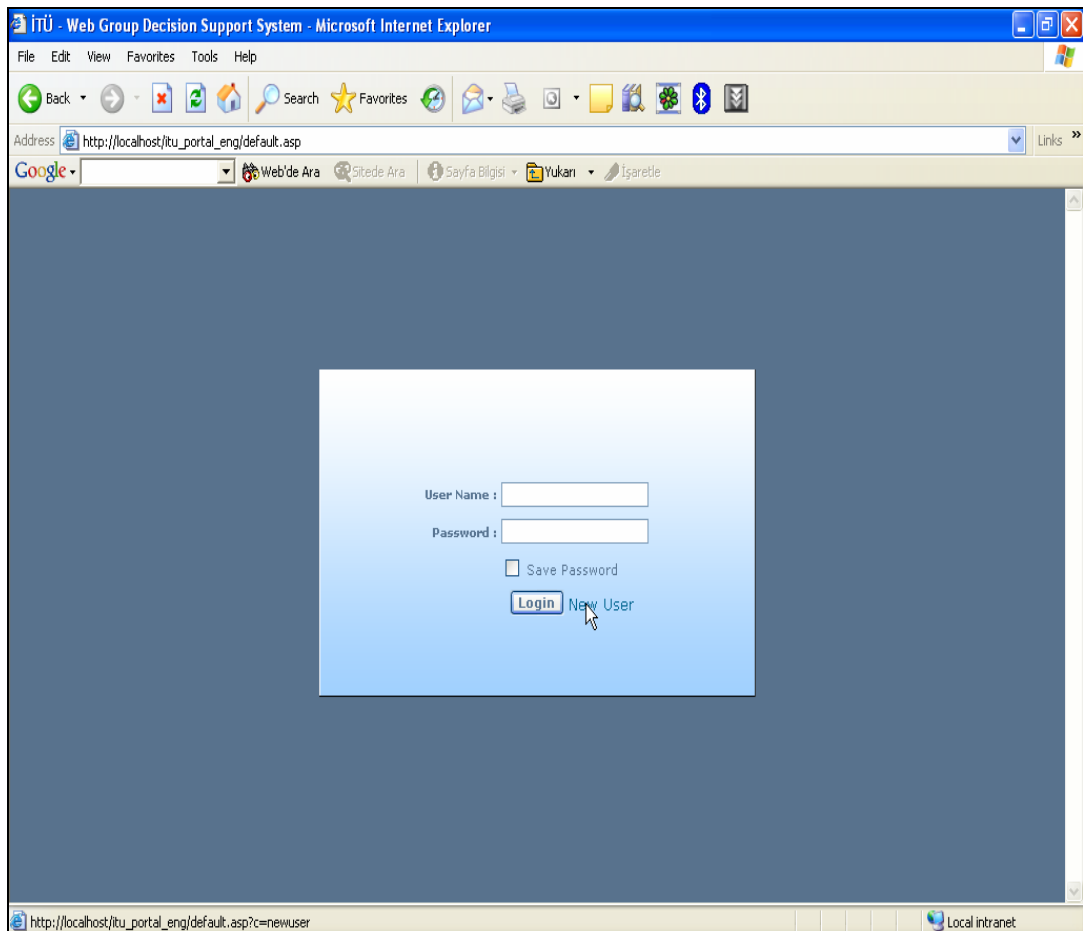 İTÜ - Web Group Decision Support System - Microsoft Internet Explorer
File Edit View Favorites Tools Help
Back Search Favorites
Address http://localhost/itu_portal_eng/default.asp Links »
Google Web'de Ara Sitede Ara Sayfa Bilgisi Yukarı İşaretle
User Name :
Password :
Save Password
Login New User
http://localhost/itu_portal_eng/default.asp?c=newuser Local intranet